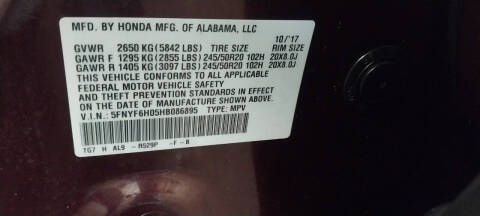 MFD. BY HONDA MFG. OF ALABAMA, LLC
10/'17
GVWR 2650 KG(5842 LBS) TIRE SIZE RIM SIZE
GAWR F 1295 KG(2855 LBS) 245/50R20 102H 20X8.0J
GAWR R 1405 KG(3097 LBS) 245/50R20 102H 20X8.0J
THIS VEHICLE CONFORMS TO ALL APPLICABLE
FEDERAL MOTOR VEHICLE SAFETY
AND THEFT PREVENTION STANDARDS IN EFFECT
ON THE DATE OF MANUFACTURE SHOWN ABOVE.
V.I.N.: 5FNYF6H05HB086895 TYPE: MPV
TG7 H AL9 -R529P -F -B